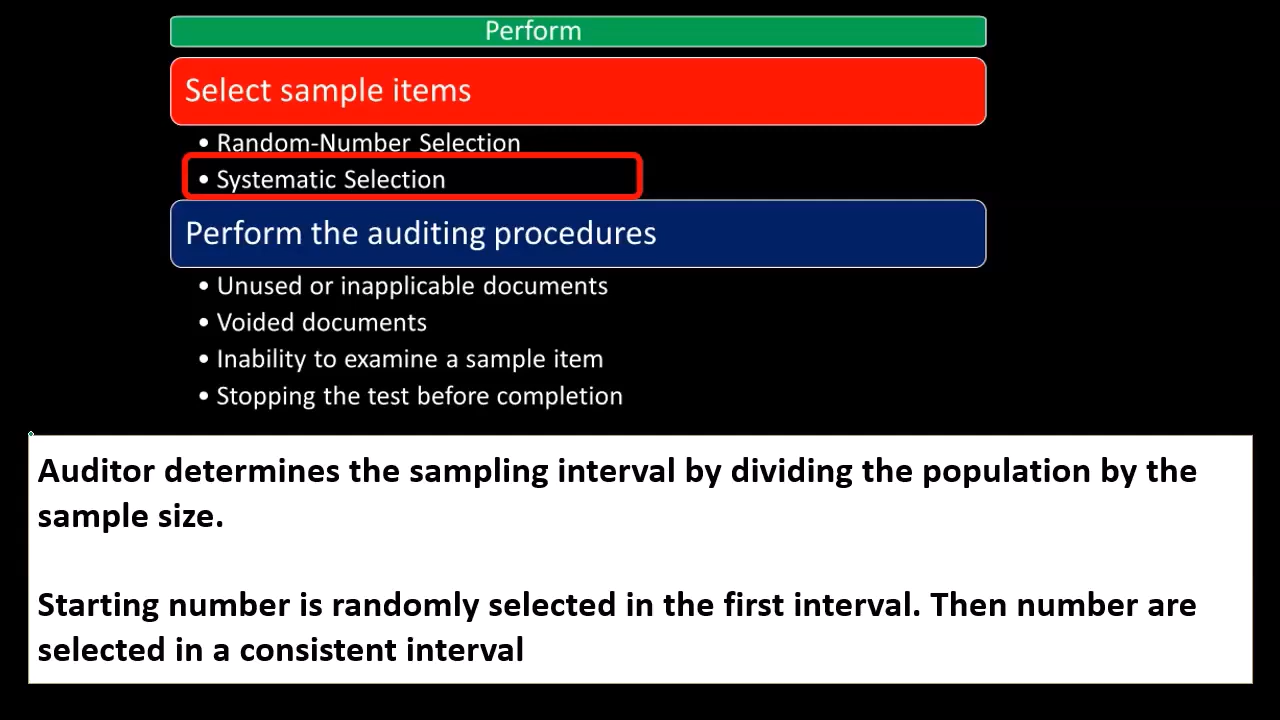 Perform
Select sample items
• Random-Number Selection
• Systematic Selection
Perform the auditing procedures
• Unused or inapplicable documents
• Voided documents
• Inability to examine a sample item
• Stopping the test before completion
Auditor determines the sampling interval by dividing the population by the
sample size.
Starting number is randomly selected in the first interval. Then number are
selected in a consistent interval